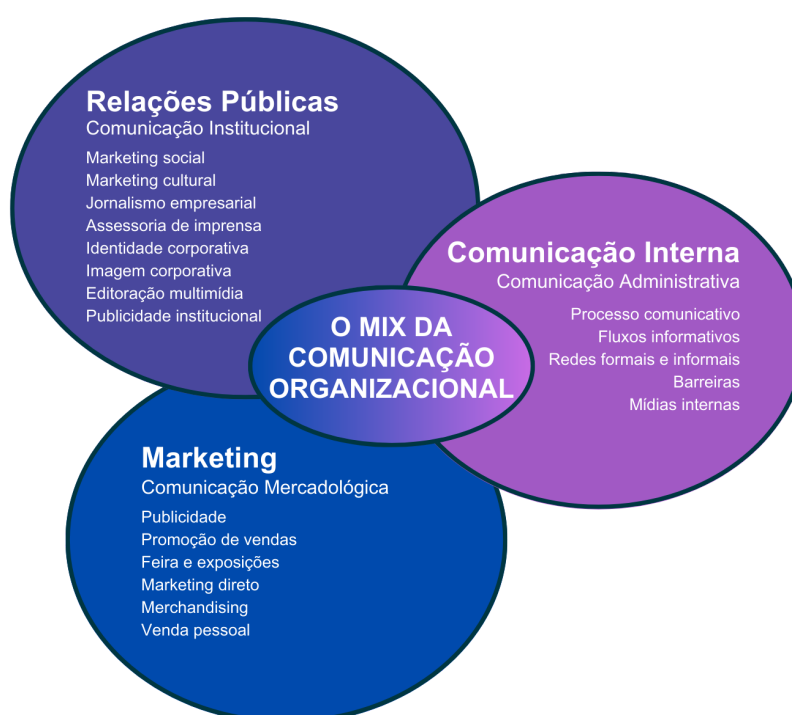 Relações Públicas
Comunicação Institucional
Marketing social
Marketing cultural
Jornalismo empresarial
Assessoria de imprensa
Identidade corporativa
Imagem corporativa
Editoração multimídia
Publicidade institucional
Comunicação Interna
Comunicação Administrativa
Processo comunicativo
Fluxos informativos
Redes formais e informais
Barreiras
Mídias internas
O MIX DA
COMUNICAÇÃO
ORGANIZACIONAL
Marketing
Comunicação Mercadológica
Publicidade
Promoção de vendas
Feira e exposições
Marketing direto
Merchandising
Venda pessoal